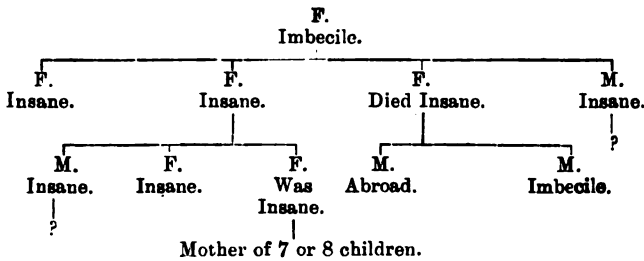 F.
Imbecile.
F. F. F. M.
Insane. Insane. Died Insane. Insane.
?
M. F. F. M. M.
Insane. Insane. Was Abroad. Imbecile.
Insane.
?
Mother of 7 or 8 children.